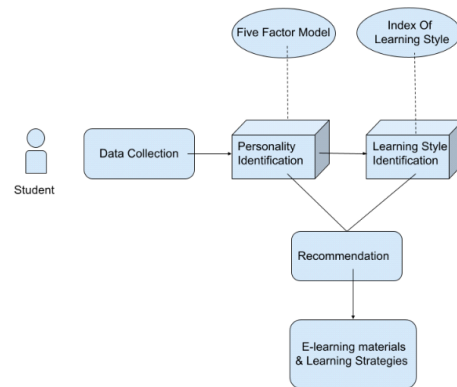 Five Factor Model
Index Of
Learning Style
Data Collection
Personality
Identification
Learning Style
Identification
Student
Recommendation
E-learning materials
& Learning Strategies